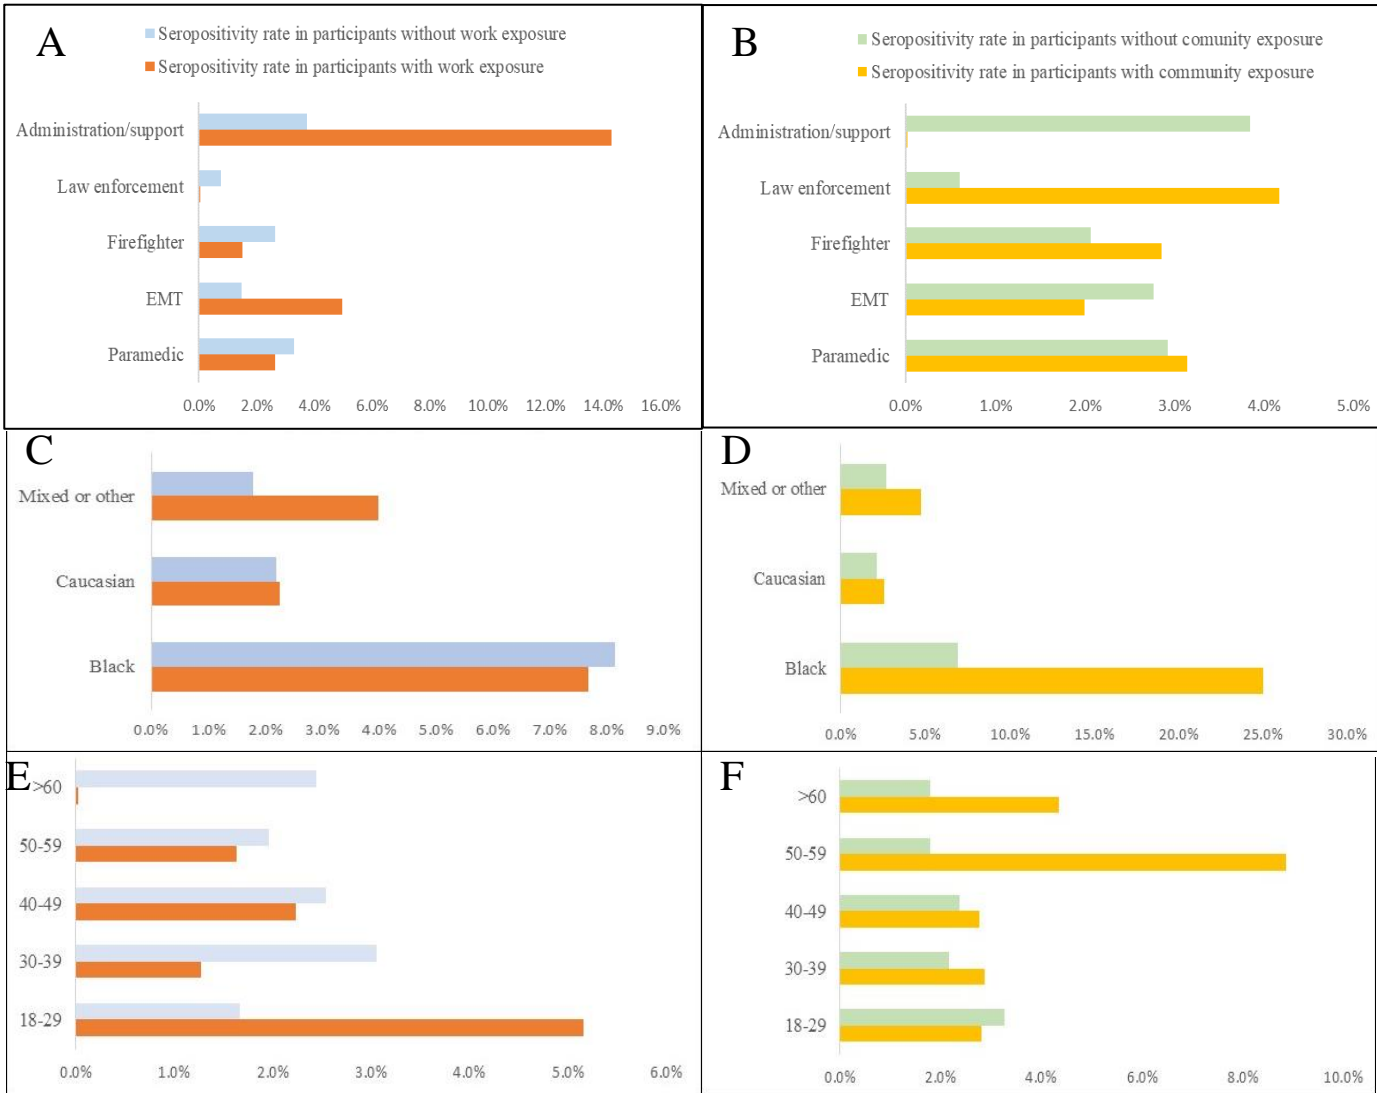 A
Seropositivity rate in participants without work exposure
Seropositivity rate in participants with work exposure
Administration/support
Law enforcement
Firefighter
EMT
Paramedic
0.0% 2.0% 4.0% 6.0% 8.0% 10.0% 12.0% 14.0% 16.0%
B
Seropositivity rate in participants without comunity exposure
Seropositivity rate in participants with community exposure
Administration/support
Law enforcement
Firefighter
EMT
Paramedic
0.0% 1.0% 2.0% 3.0% 4.0% 5.0%
C
Mixed or other
Caucasian
Black
0.0% 1.0% 2.0% 3.0% 4.0% 5.0% 6.0% 7.0% 8.0% 9.0%
D
Mixed or other
Caucasian
Black
0.0% 5.0% 10.0% 15.0% 20.0% 25.0% 30.0%
E
>60
50-59
40-49
30-39
18-29
0.0% 1.0% 2.0% 3.0% 4.0% 5.0% 6.0%
F
>60
50-59
40-49
30-39
18-29
0.0% 2.0% 4.0% 6.0% 8.0% 10.0%